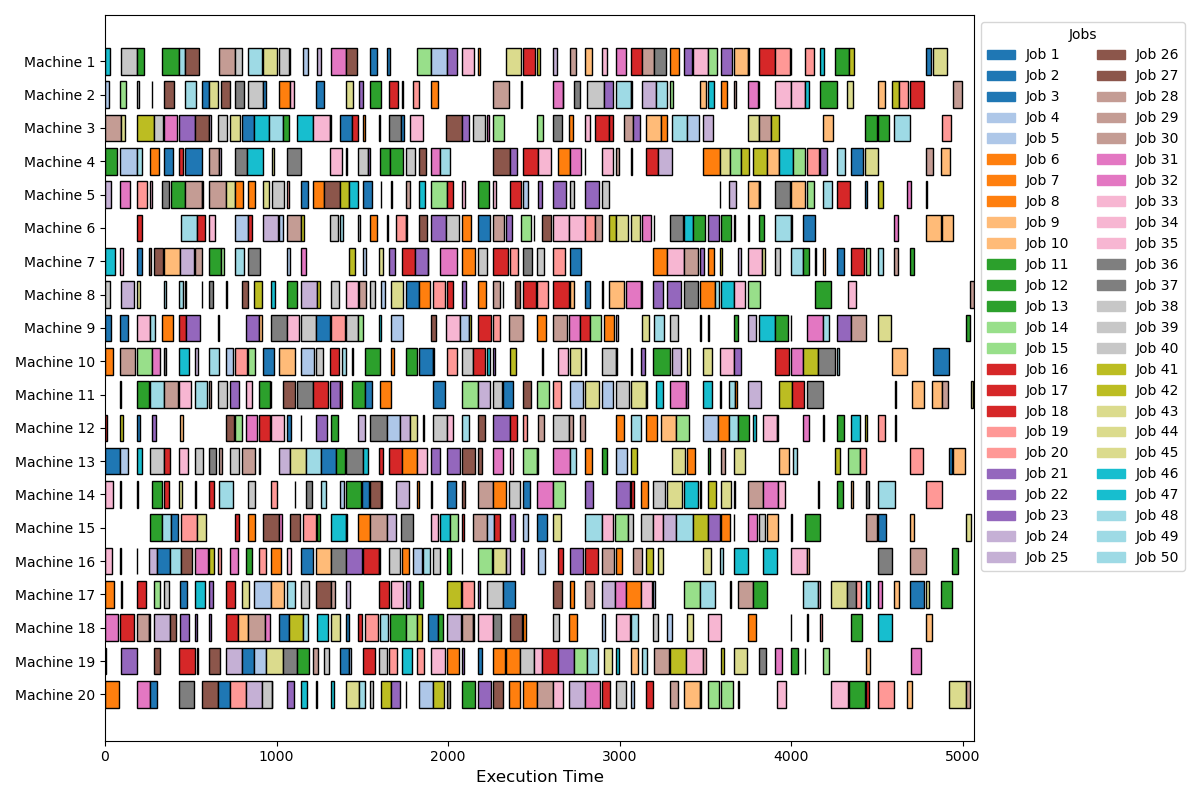 Machine 1
Machine 2
Machine 3
Machine 4
Machine 5
Machine 6
Machine 7
Machine 8
Machine 9
Machine 10
Machine 11
Machine 12
Machine 13
Machine 14
Machine 15
Machine 16
Machine 17
Machine 18
Machine 19
Machine 20
0 1000 2000 3000 4000 5000
Execution Time
Jobs
Job 1 Job 26
Job 2 Job 27
Job 3 Job 28
Job 4 Job 29
Job 5 Job 30
Job 6 Job 31
Job 7 Job 32
Job 8 Job 33
Job 9 Job 34
Job 10 Job 35
Job 11 Job 36
Job 12 Job 37
Job 13 Job 38
Job 14 Job 39
Job 15 Job 40
Job 16 Job 41
Job 17 Job 42
Job 18 Job 43
Job 19 Job 44
Job 20 Job 45
Job 21 Job 46
Job 22 Job 47
Job 23 Job 48
Job 24 Job 49
Job 25 Job 50